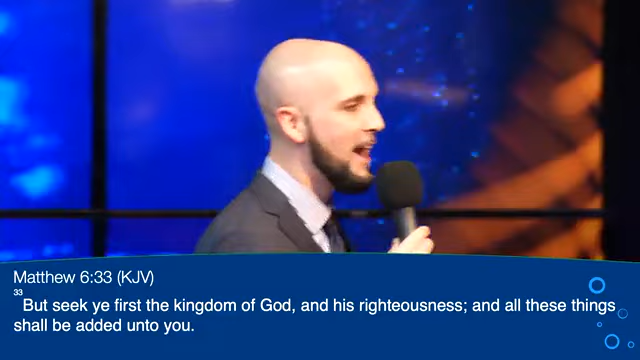 Matthew 6:33 (KJV)
33
But seek ye first the kingdom of God, and his righteousness; and all these things
shall be added unto you.